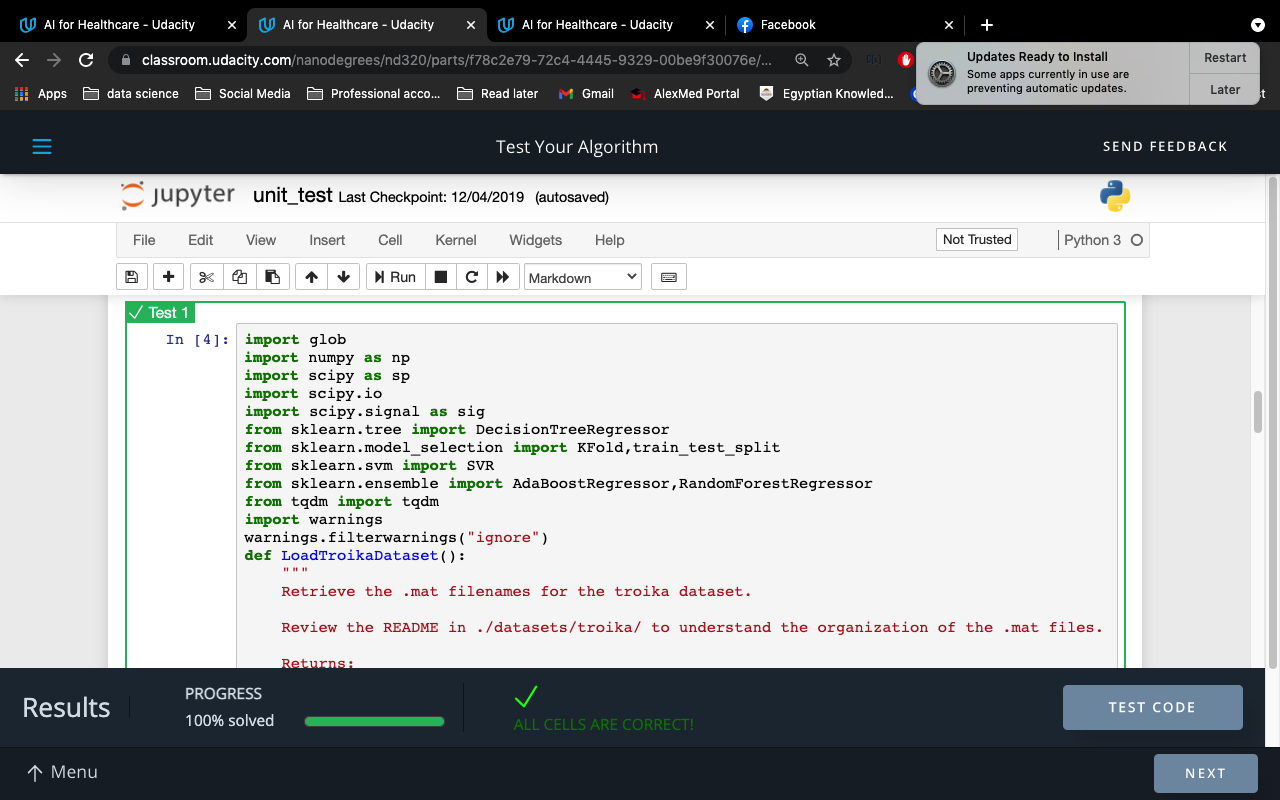 AI for Healthcare - Udacity
AI for Healthcare - Udacity
AI for Healthcare - Udacity
Facebook
classroom.udacity.com/nanodegrees/nd320/parts/f78c2e79-72c4-4445-9329-00be9f30076e/...
Updates Ready to Install
Some apps currently in use are
preventing automatic updates.
Restart
Later
Apps
data science
Social Media
Professional acco...
Read later
Gmail
AlexMed Portal
Egyptian Knowled...
Test Your Algorithm
SEND FEEDBACK
jupyter
unit_test Last Checkpoint: 12/04/2019 (autosaved)
File Edit View Insert Cell Kernel Widgets Help
Not Trusted
Python 3
Run
Markdown
Test 1
In [4]:
import glob
import numpy as np
import scipy as sp
import scipy.io
import scipy.signal as sig
from sklearn.tree import DecisionTreeRegressor
from sklearn.model_selection import KFold,train_test_split
from sklearn.svm import SVR
from sklearn.ensemble import AdaBoostRegressor,RandomForestRegressor
from tqdm import tqdm
import warnings
warnings.filterwarnings("ignore")
def LoadTroikaDataset():
"""
Retrieve the .mat filenames for the troika dataset.
Review the README in ./datasets/troika/ to understand the organization of the .mat files.
Returns:
Results
PROGRESS
100% solved
ALL CELLS ARE CORRECT!
TEST CODE
Menu
NEXT